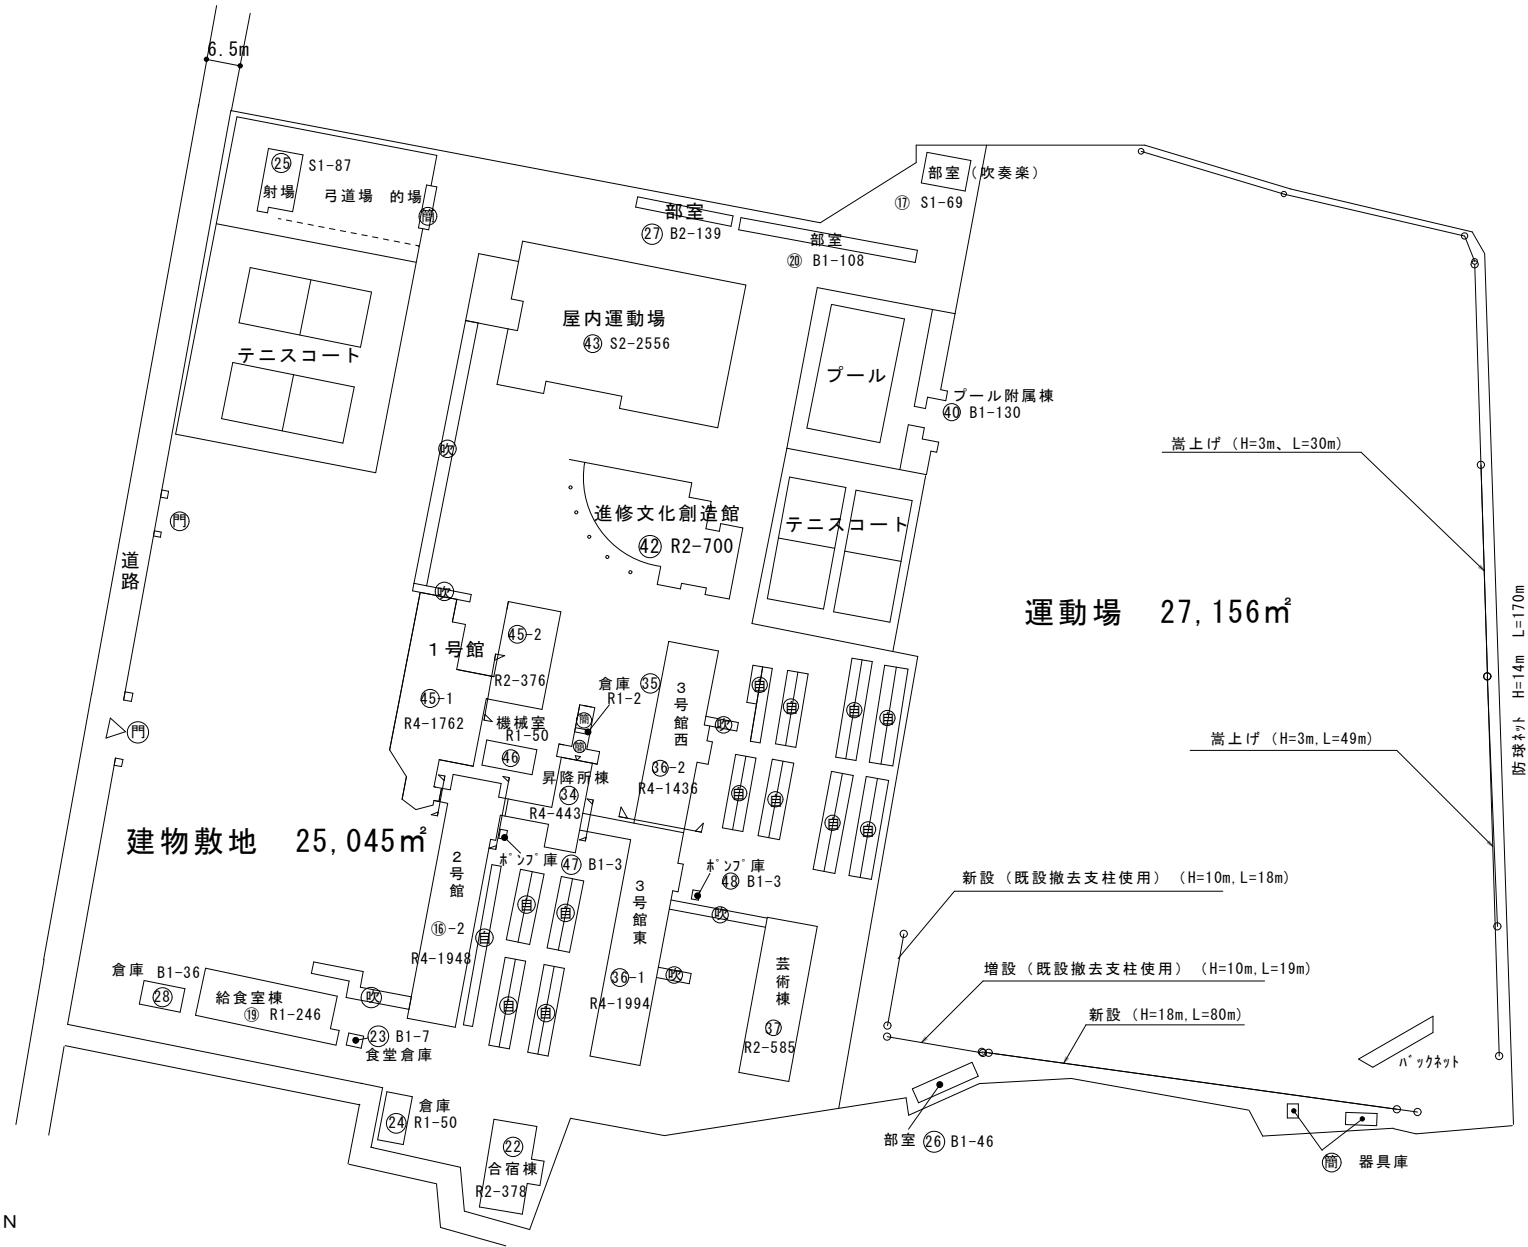 6.5m
㉕ S1-87
射場
弓道場 的場
簡
部室
㉗ B2-139
部室
⑳ B1-108
部室（吹奏楽）
⑰ S1-69
屋内運動場
㊸ S2-2556
テニスコート
プール
プール附属棟
㊵ B1-130
嵩上げ（H=3m、L=30m）
吹
門
進修文化創造館
㊷ R2-700
テニスコート
道路
吹
運動場 27,156㎡
防球ネット H=14m L=170m
1号館
㊺-2
R2-376
㊺-1
R4-1762
倉庫 ㉟
R1-2
3号館西
㊱-2
R4-1436
自
自
自
自
吹
門
機械室
R1-50
㊻
簡
簡
昇降所棟
㉞
R4-443
嵩上げ（H=3m,L=49m）
自
自
自
自
建物敷地 25,045㎡
2号館
⑯-2
R4-1948
ポンプ庫 ㊼ B1-3
3号館東
㊱-1
R4-1994
ポンプ庫
㊽ B1-3
吹
新設（既設撤去支柱使用）（H=10m,L=18m）
自
自
自
自
自
吹
芸術棟
㊲
R2-585
増設（既設撤去支柱使用）（H=10m,L=19m）
新設（H=18m,L=80m）
倉庫 B1-36
㉘
給食室棟
⑲ R1-246
吹
㉓ B1-7
食堂倉庫
バックネット
倉庫
㉔ R1-50
㉒
合宿棟
R2-378
部室 ㉖ B1-46
簡 器具庫
N